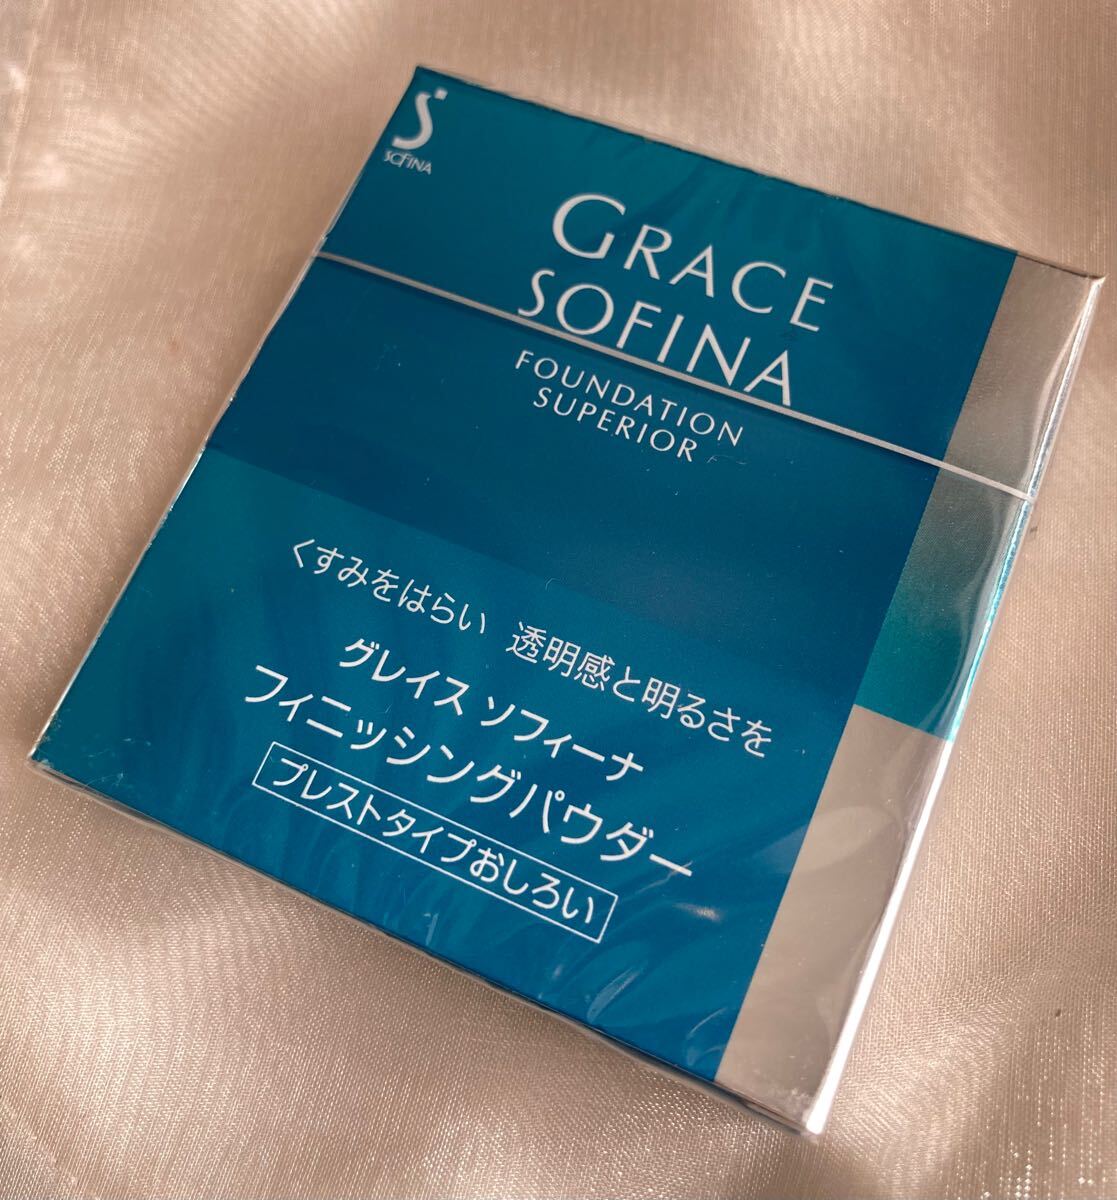 SOFINA
GRACE
SOFINA
FOUNDATION
SUPERIOR
くすみをはらい 透明感と明るさを
グレイス ソフィーナ
フィニッシングパウダー
プレストタイプおしろい